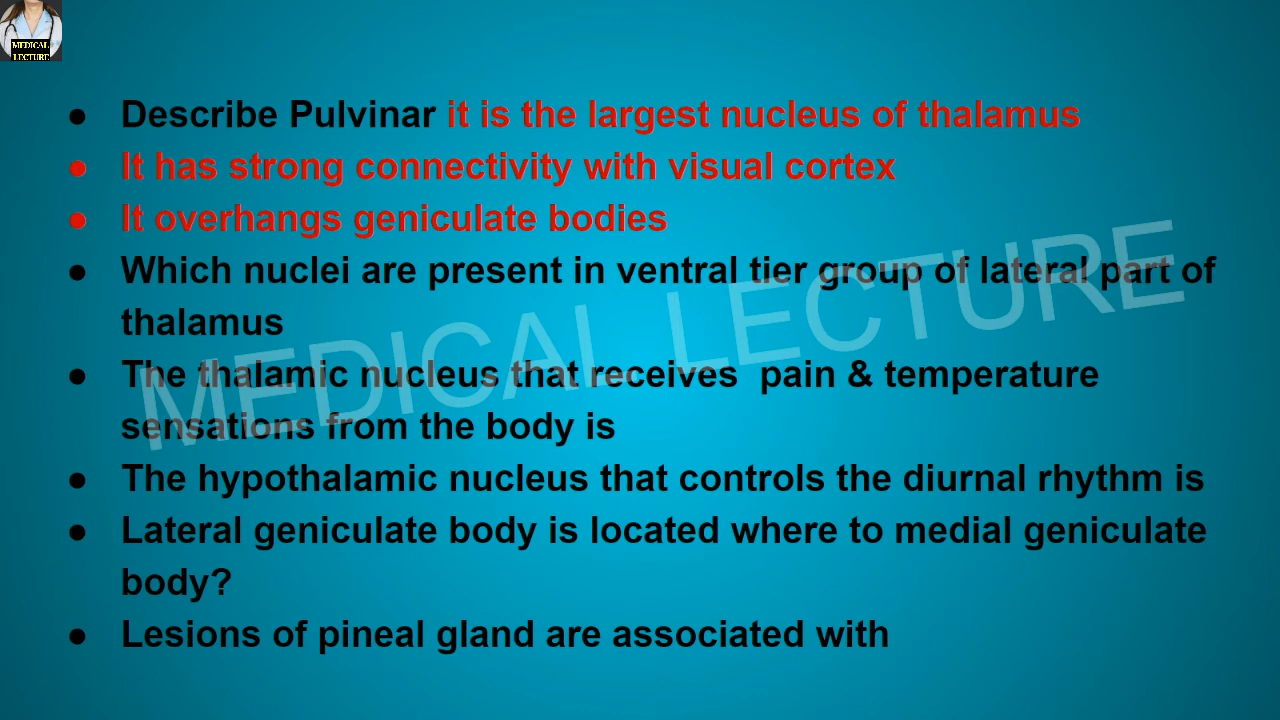 MEDICAL
LECTURE
● Describe Pulvinar it is the largest nucleus of thalamus
● It has strong connectivity with visual cortex
● It overhangs geniculate bodies
● Which nuclei are present in ventral tier group of lateral part of
thalamus
● The thalamic nucleus that receives  pain & temperature
sensations from the body is
● The hypothalamic nucleus that controls the diurnal rhythm is
● Lateral geniculate body is located where to medial geniculate
body?
● Lesions of pineal gland are associated with
MEDICAL LECTURE